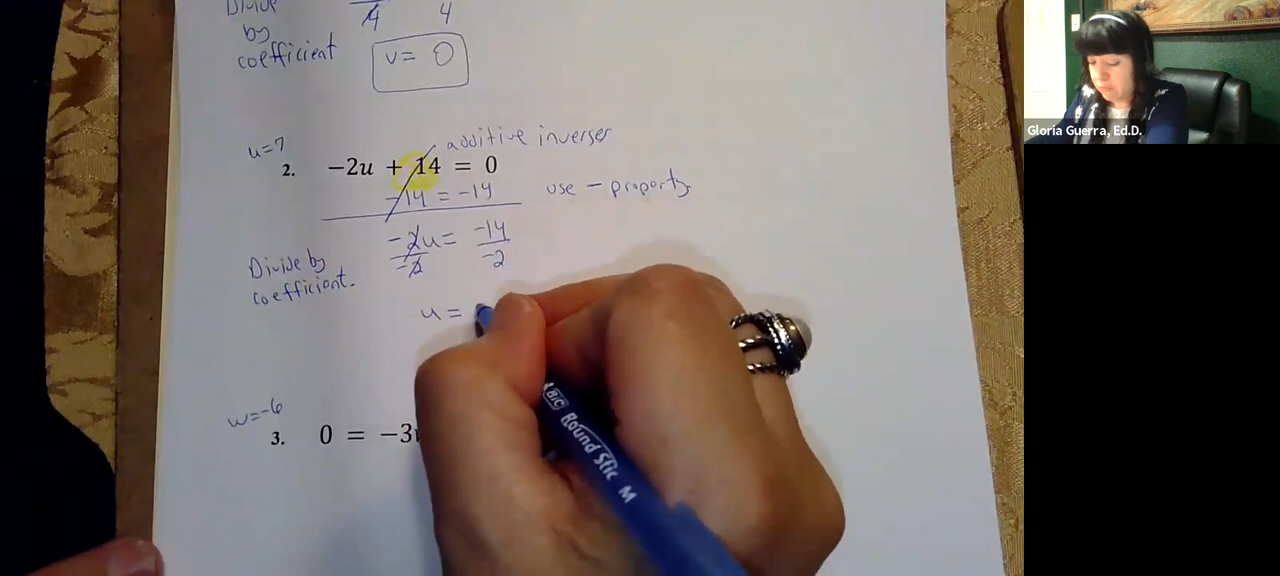 Divide
4 4
by
coefficient
v = 0
u=7
additive inverser
2. −2u + 14 = 0
-14 = -14
use - property
-2u = -14
-2 -2
Divide by
coefficient.
u =
w=-6
3. 0 = −3
BIC Round Stic M
Gloria Guerra, Ed.D.